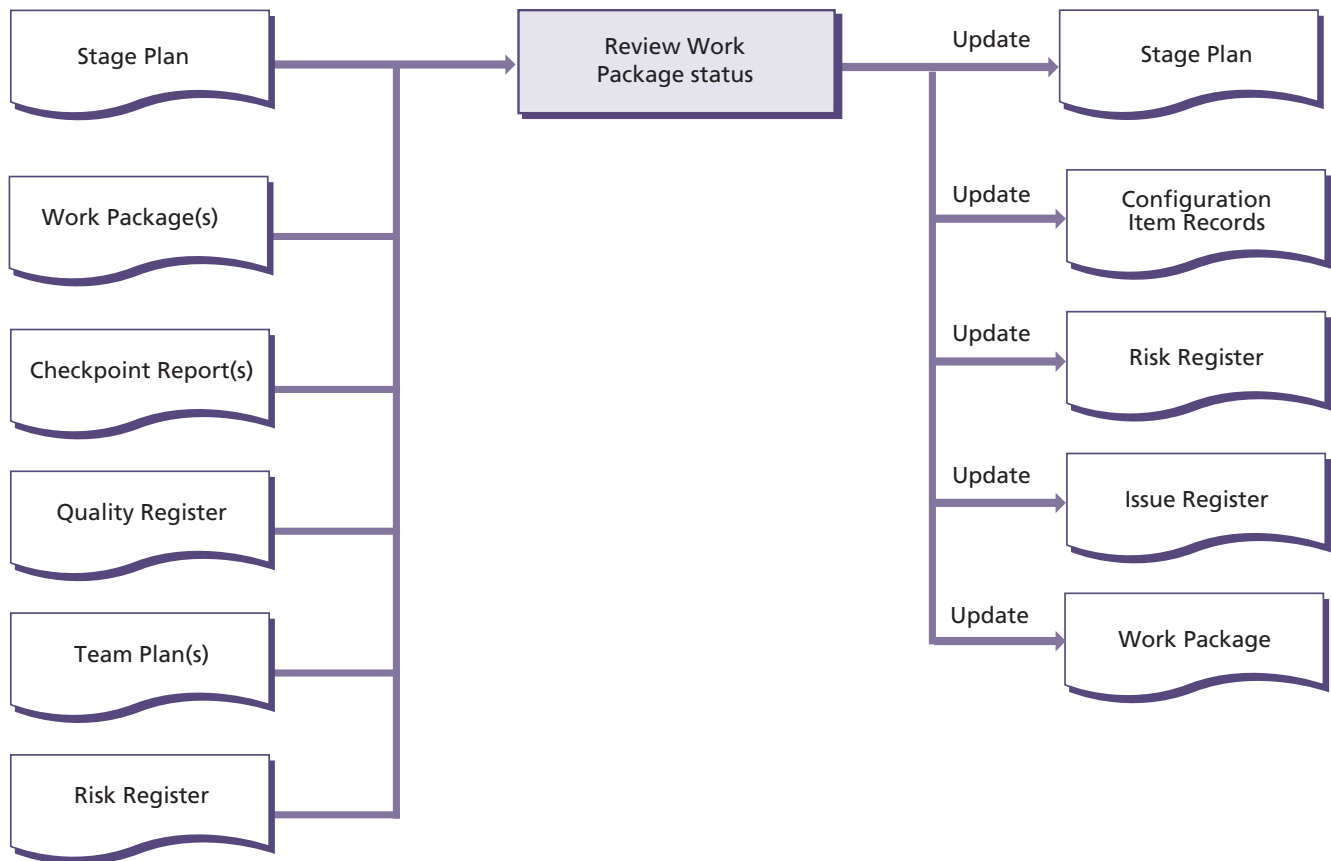 Stage Plan
Review Work
Package status
Update
Stage Plan
Work Package(s)
Update
Configuration
Item Records
Checkpoint Report(s)
Update
Risk Register
Quality Register
Update
Issue Register
Team Plan(s)
Update
Work Package
Risk Register